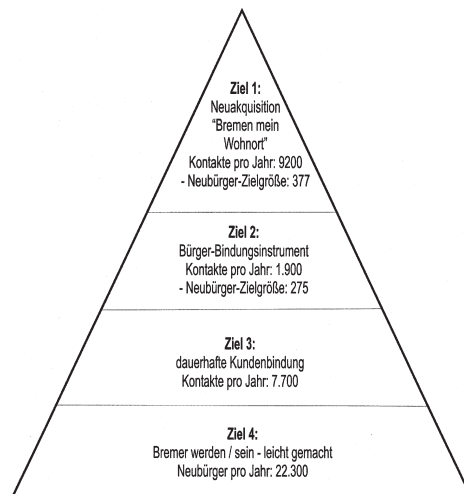 Ziel 1:
Neuakquisition
"Bremen mein
Wohnort"
Kontakte pro Jahr: 9200
- Neubürger-Zielgröße: 377
Ziel 2:
Bürger-Bindungsinstrument
Kontakte pro Jahr: 1.900
- Neubürger-Zielgröße: 275
Ziel 3:
dauerhafte Kundenbindung
Kontakte pro Jahr: 7.700
Ziel 4:
Bremer werden / sein - leicht gemacht
Neubürger pro Jahr: 22.300